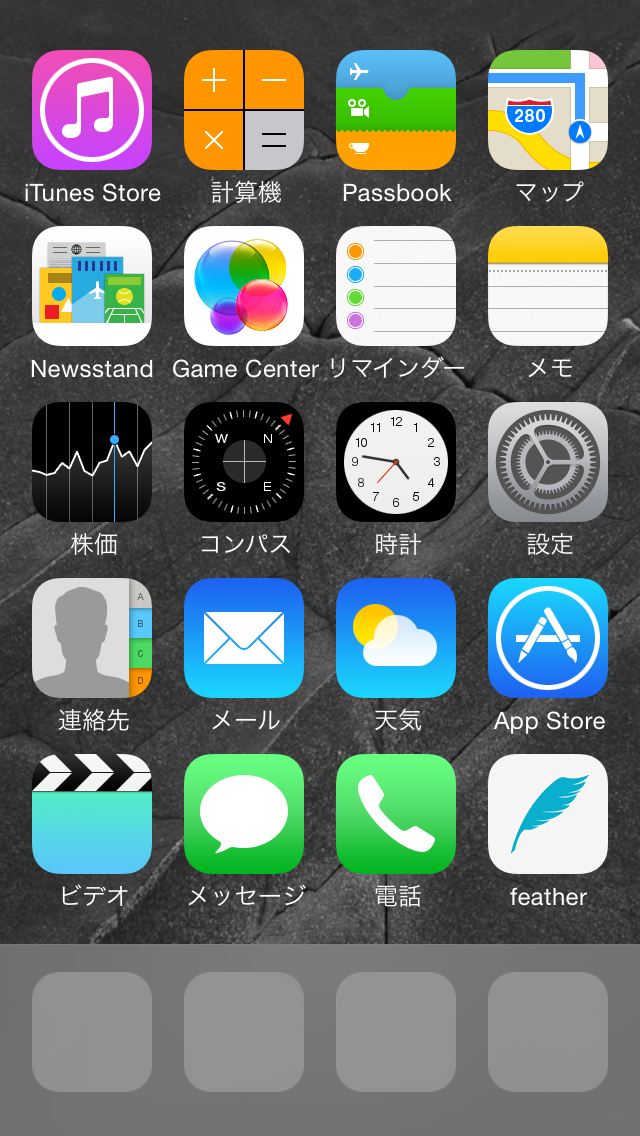 iTunes Store
計算機
Passbook
280
マップ
Newsstand
Game Center
リマインダー
メモ
株価
W N
S E
コンパス
12
11 1
10 2
9 3
8 4
7 5
6
時計
設定
A
B
C
D
連絡先
メール
天気
App Store
ビデオ
メッセージ
電話
feather